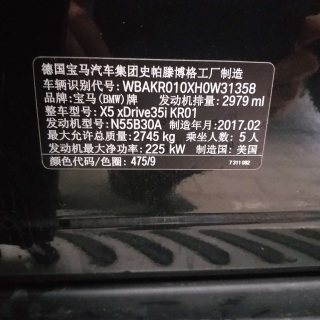 德国宝马汽车集团史帕滕博格工厂制造
车辆识别代号: WBAKR010XH0W31358
品牌: 宝马(BMW)牌 发动机排量: 2979 ml
整车型号: X5 xDrive35i KR01
发动机型号: N55B30A 制造年月: 2017.02
最大允许总质量: 2745 kg 乘坐人数: 5人
发动机最大净功率: 225 kW 制造国: 美国
颜色代码/色圈: 475/9 7 311 082